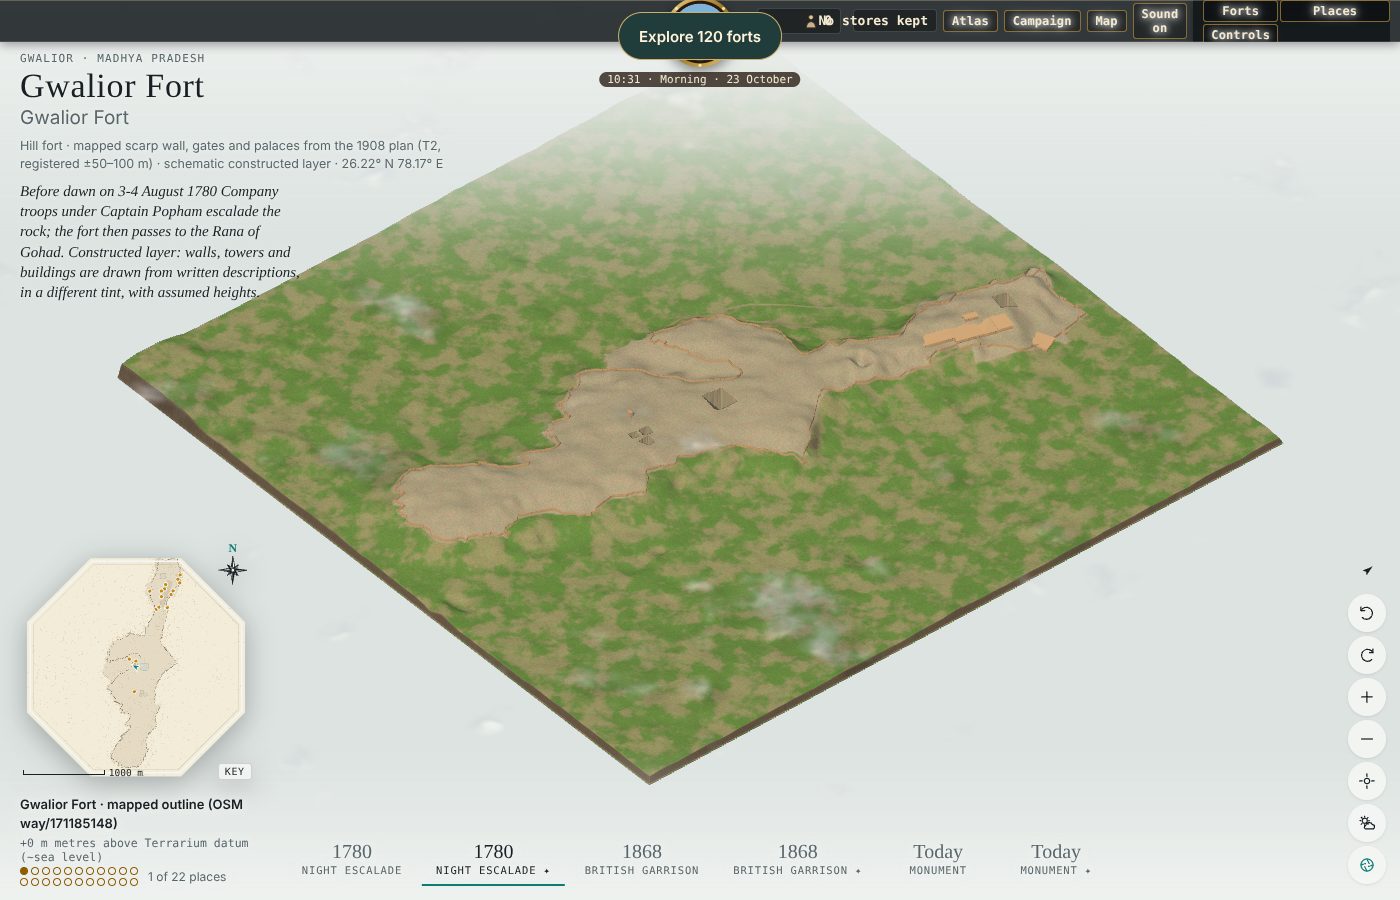 No stores kept
Atlas
Campaign
Map
Sound on
Forts
Places
Controls
Explore 120 forts
10:31 · Morning · 23 October
GWALIOR · MADHYA PRADESH
Gwalior Fort
Gwalior Fort
Hill fort · mapped scarp wall, gates and palaces from the 1908 plan (T2,
registered ±50–100 m) · schematic constructed layer · 26.22° N 78.17° E
Before dawn on 3-4 August 1780 Company
troops under Captain Popham escalade the
rock; the fort then passes to the Rana of
Gohad. Constructed layer: walls, towers and
buildings are drawn from written descriptions,
in a different tint, with assumed heights.
N
1000 m
KEY
Gwalior Fort · mapped outline (OSM
way/171185148)
+0 m metres above Terrarium datum
(~sea level)
1 of 22 places
1780
NIGHT ESCALADE
1780
NIGHT ESCALADE ✦
1868
BRITISH GARRISON
1868
BRITISH GARRISON ✦
Today
MONUMENT
Today
MONUMENT ✦